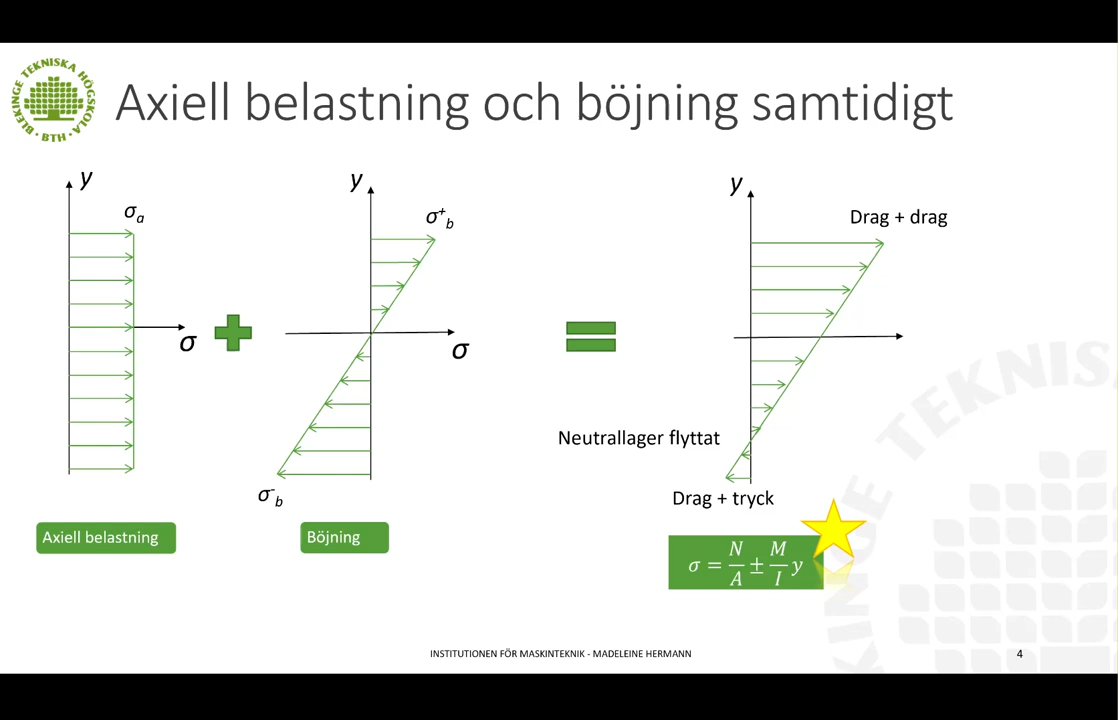 BLEKINGE TEKNISKA HÖGSKOLA · BTH ·
Axiell belastning och böjning samtidigt
y
σa
σ
Axiell belastning
y
σ+b
σ
σ-b
Böjning
y
Drag + drag
Neutrallager flyttat
Drag + tryck
σ = N/A ± M/I y
INSTITUTIONEN FÖR MASKINTEKNIK - MADELEINE HERMANN
4